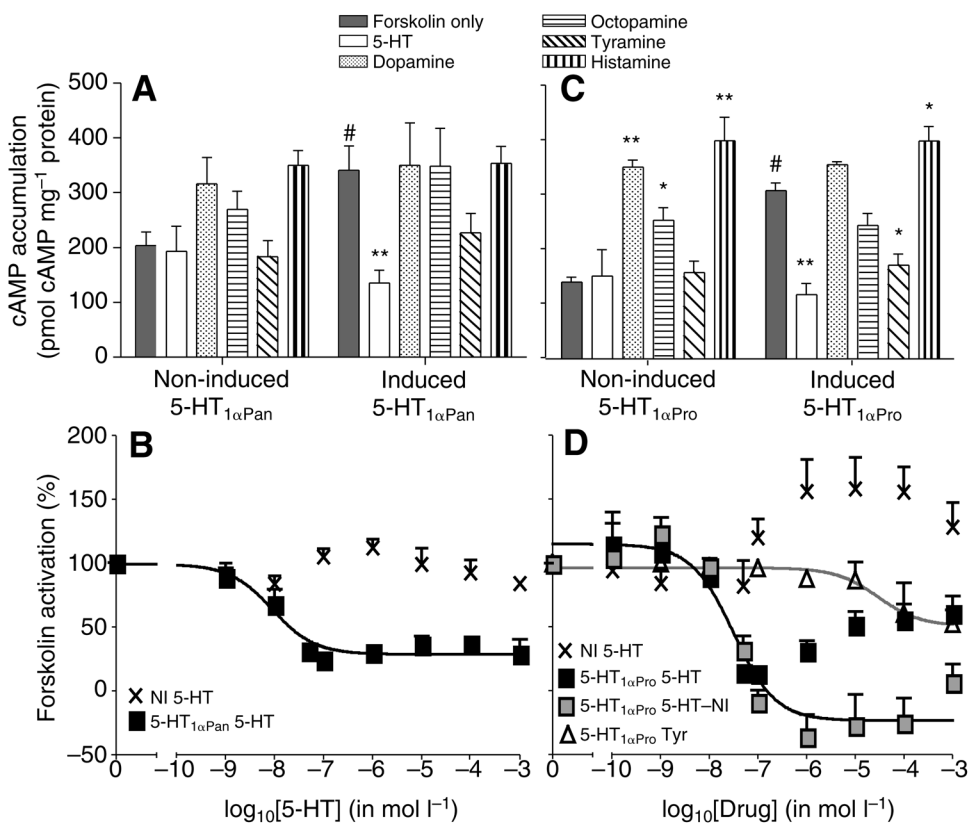 Forskolin only
5-HT
Dopamine
Octopamine
Tyramine
Histamine
A
cAMP accumulation
(pmol cAMP mg⁻¹ protein)
500
400
300
200
100
0
#
**
Non-induced
5-HT₁αPan
Induced
5-HT₁αPan
C
**
*
**
#
**
*
*
Non-induced
5-HT₁αPro
Induced
5-HT₁αPro
B
Forskolin activation (%)
200
150
100
50
0
−50
NI 5-HT
5-HT₁αPan 5-HT
0 −10 −9 −8 −7 −6 −5 −4 −3
log₁₀[5-HT] (in mol l⁻¹)
D
NI 5-HT
5-HT₁αPro 5-HT
5-HT₁αPro 5-HT–NI
5-HT₁αPro Tyr
0 −10 −9 −8 −7 −6 −5 −4 −3
log₁₀[Drug] (in mol l⁻¹)